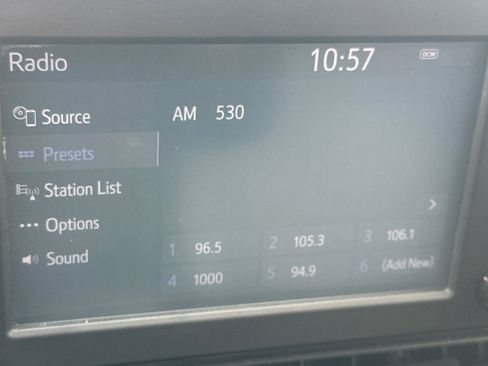 Radio 10:57 DCM
Source
AM 530
Presets
Station List
Options
Sound
1 96.5 2 105.3 3 106.1
4 1000 5 94.9 6 (Add New)